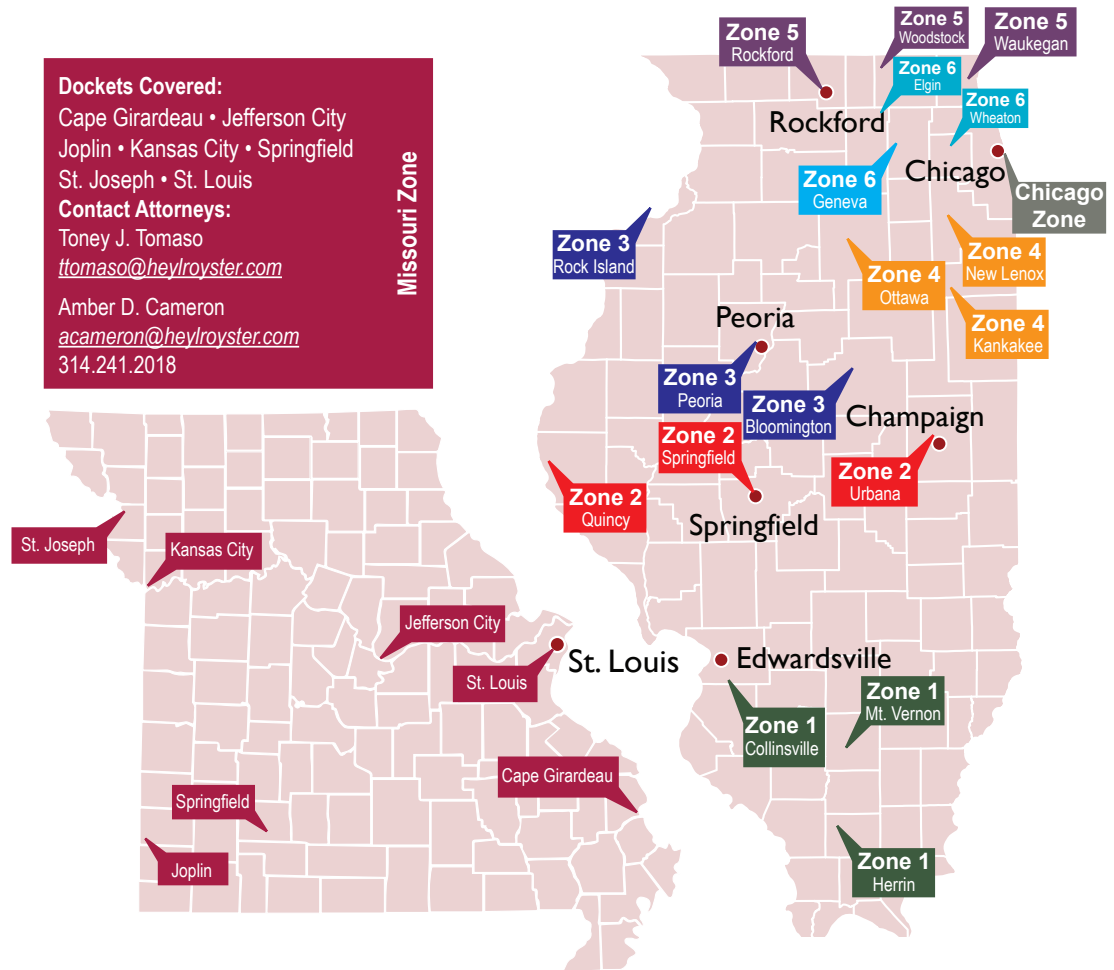 Dockets Covered:
Cape Girardeau • Jefferson City
Joplin • Kansas City • Springfield
St. Joseph • St. Louis
Contact Attorneys:
Toney J. Tomaso
ttomaso@heylroyster.com
Amber D. Cameron
acameron@heylroyster.com
314.241.2018
Missouri Zone
Zone 5
Rockford
Zone 5
Woodstock
Zone 5
Waukegan
Zone 6
Elgin
Zone 6
Wheaton
Rockford
Chicago
Zone 6
Geneva
Chicago
Zone
Zone 3
Rock Island
Zone 4
Ottawa
Zone 4
New Lenox
Zone 4
Kankakee
Peoria
Zone 3
Peoria
Zone 3
Bloomington
Champaign
Zone 2
Springfield
Zone 2
Urbana
Zone 2
Quincy
Springfield
St. Joseph
Kansas City
Jefferson City
St. Louis
St. Louis
Edwardsville
Zone 1
Mt. Vernon
Zone 1
Collinsville
Cape Girardeau
Springfield
Joplin
Zone 1
Herrin